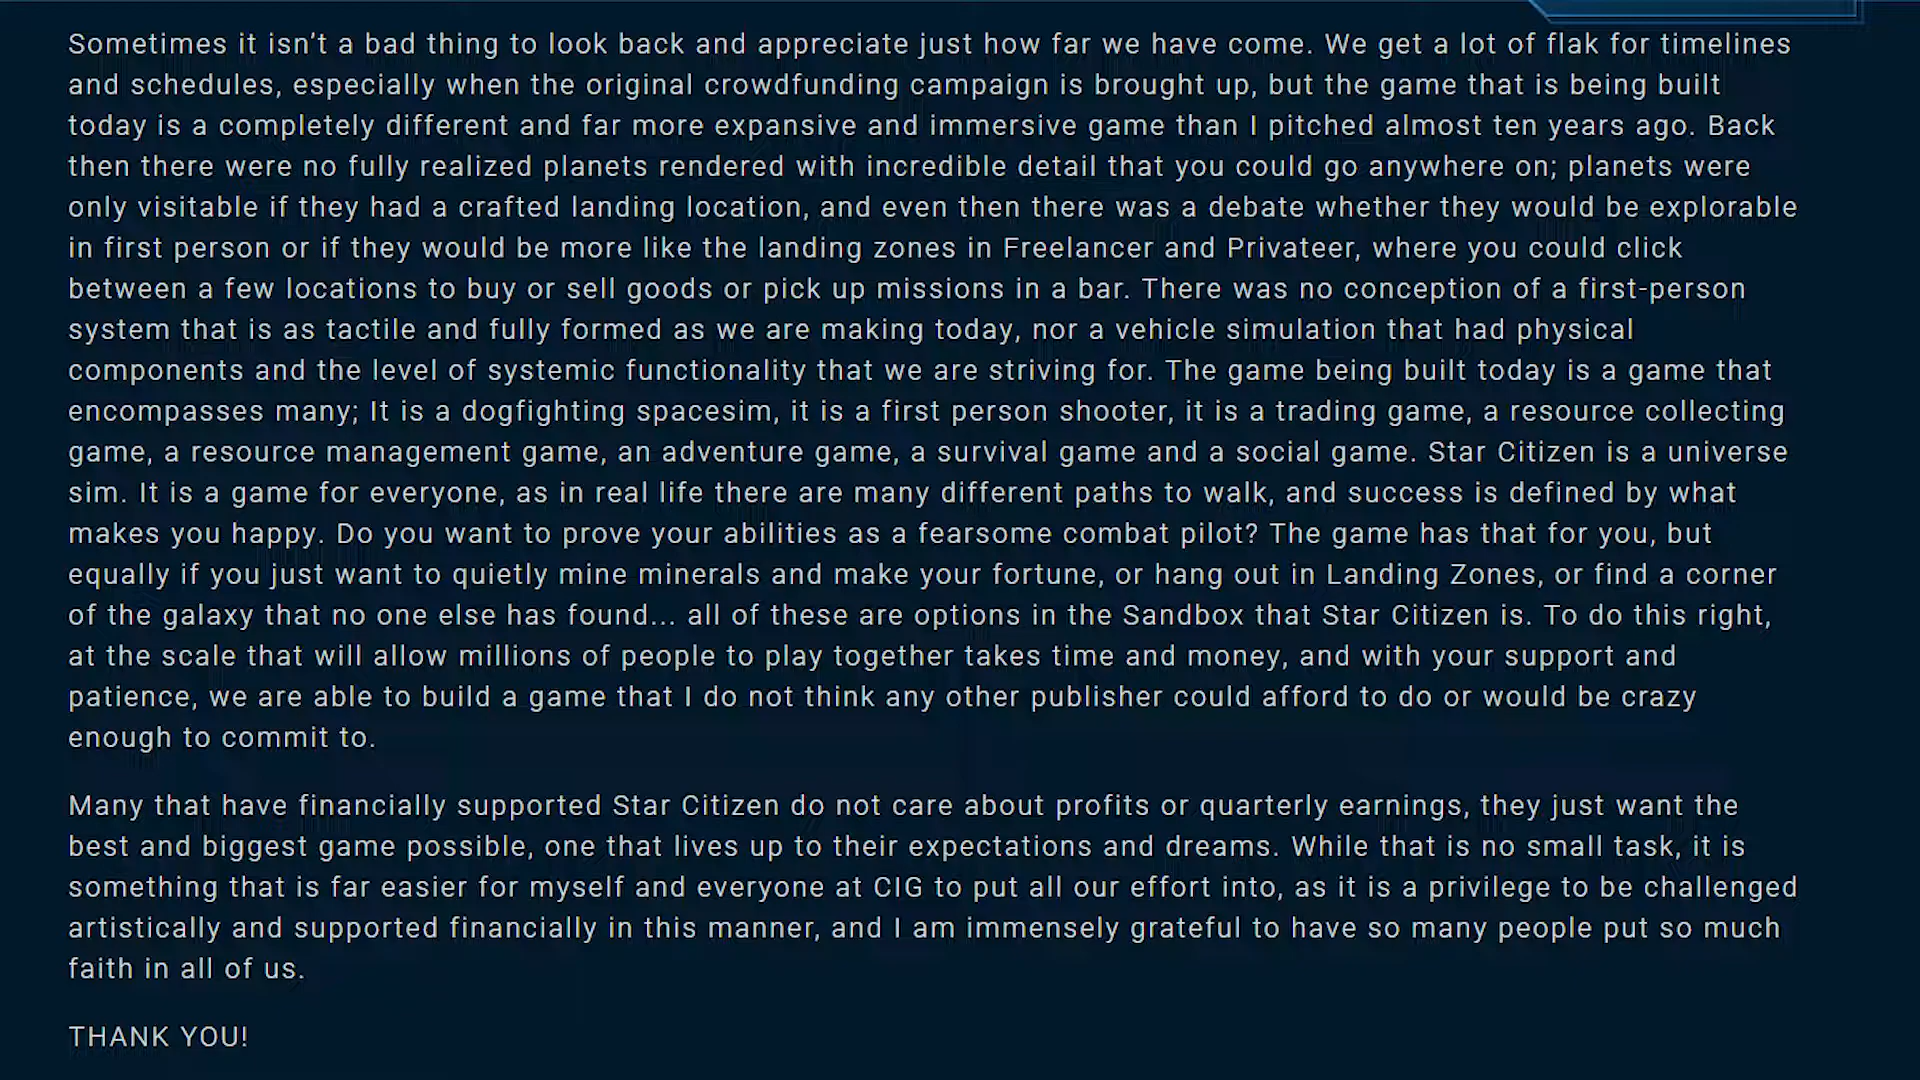 Sometimes it isn’t a bad thing to look back and appreciate just how far we have come. We get a lot of flak for timelines
and schedules, especially when the original crowdfunding campaign is brought up, but the game that is being built
today is a completely different and far more expansive and immersive game than I pitched almost ten years ago. Back
then there were no fully realized planets rendered with incredible detail that you could go anywhere on; planets were
only visitable if they had a crafted landing location, and even then there was a debate whether they would be explorable
in first person or if they would be more like the landing zones in Freelancer and Privateer, where you could click
between a few locations to buy or sell goods or pick up missions in a bar. There was no conception of a first-person
system that is as tactile and fully formed as we are making today, nor a vehicle simulation that had physical
components and the level of systemic functionality that we are striving for. The game being built today is a game that
encompasses many; It is a dogfighting spacesim, it is a first person shooter, it is a trading game, a resource collecting
game, a resource management game, an adventure game, a survival game and a social game. Star Citizen is a universe
sim. It is a game for everyone, as in real life there are many different paths to walk, and success is defined by what
makes you happy. Do you want to prove your abilities as a fearsome combat pilot? The game has that for you, but
equally if you just want to quietly mine minerals and make your fortune, or hang out in Landing Zones, or find a corner
of the galaxy that no one else has found... all of these are options in the Sandbox that Star Citizen is. To do this right,
at the scale that will allow millions of people to play together takes time and money, and with your support and
patience, we are able to build a game that I do not think any other publisher could afford to do or would be crazy
enough to commit to.
Many that have financially supported Star Citizen do not care about profits or quarterly earnings, they just want the
best and biggest game possible, one that lives up to their expectations and dreams. While that is no small task, it is
something that is far easier for myself and everyone at CIG to put all our effort into, as it is a privilege to be challenged
artistically and supported financially in this manner, and I am immensely grateful to have so many people put so much
faith in all of us.
THANK YOU!